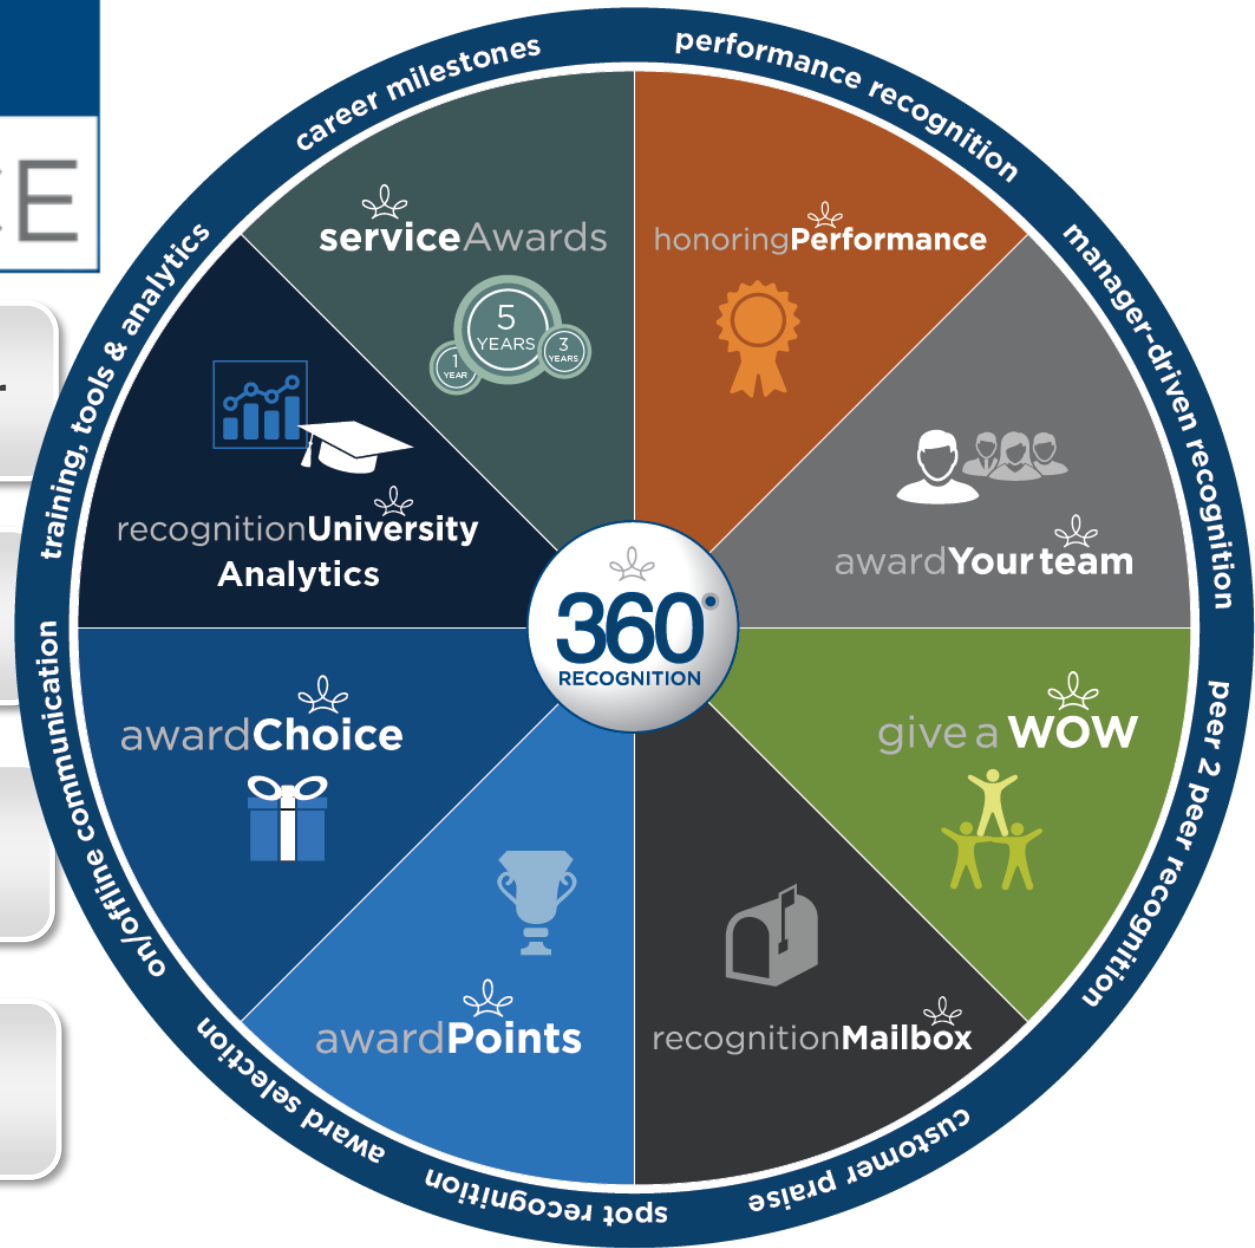 CE
career milestones
performance recognition
manager-driven recognition
peer 2 peer recognition
customer praise
spot recognition
award selection
on/offline communication
training, tools & analytics
serviceAwards
5
YEARS
1
YEAR
3
YEARS
honoringPerformance
awardYourteam
give a WOW
recognitionMailbox
awardPoints
awardChoice
recognitionUniversity
Analytics
360°
RECOGNITION